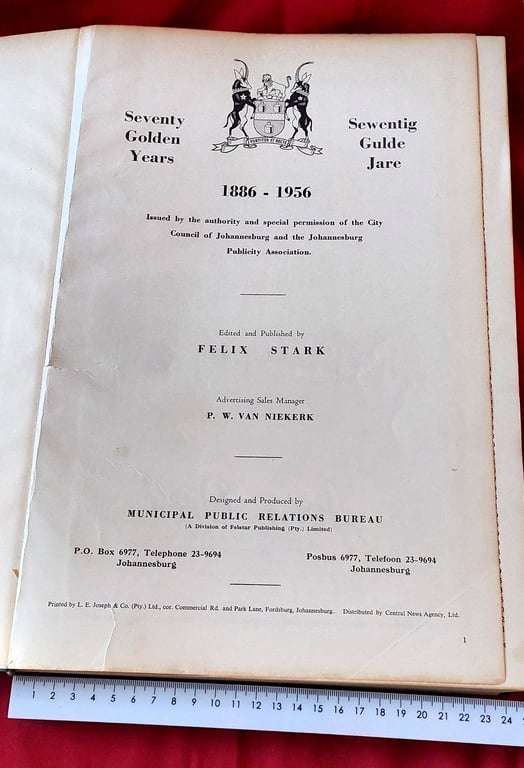 Seventy
Golden
Years
Sewentig
Gulde
Jare
1886 - 1956
Issued by the authority and special permission of the City
Council of Johannesburg and the Johannesburg
Publicity Association.
Edited and Published by
FELIX STARK
Advertising Sales Manager
P. W. VAN NIEKERK
Designed and Produced by
MUNICIPAL PUBLIC RELATIONS BUREAU
(A Division of Felstar Publishing (Pty.) Limited)
P.O. Box 6977, Telephone 23-9694
Johannesburg
Posbus 6977, Telefoon 23-9694
Johannesburg
Printed by L. E. Joseph & Co. (Pty.) Ltd., cor. Commercial Rd. and Park Lane, Fordsburg, Johannesburg. Distributed by Central News Agency, Ltd.
1
1 2 3 4 5 6 7 8 9 10 11 12 13 14 15 16 17 18 19 20 21 22 23 24